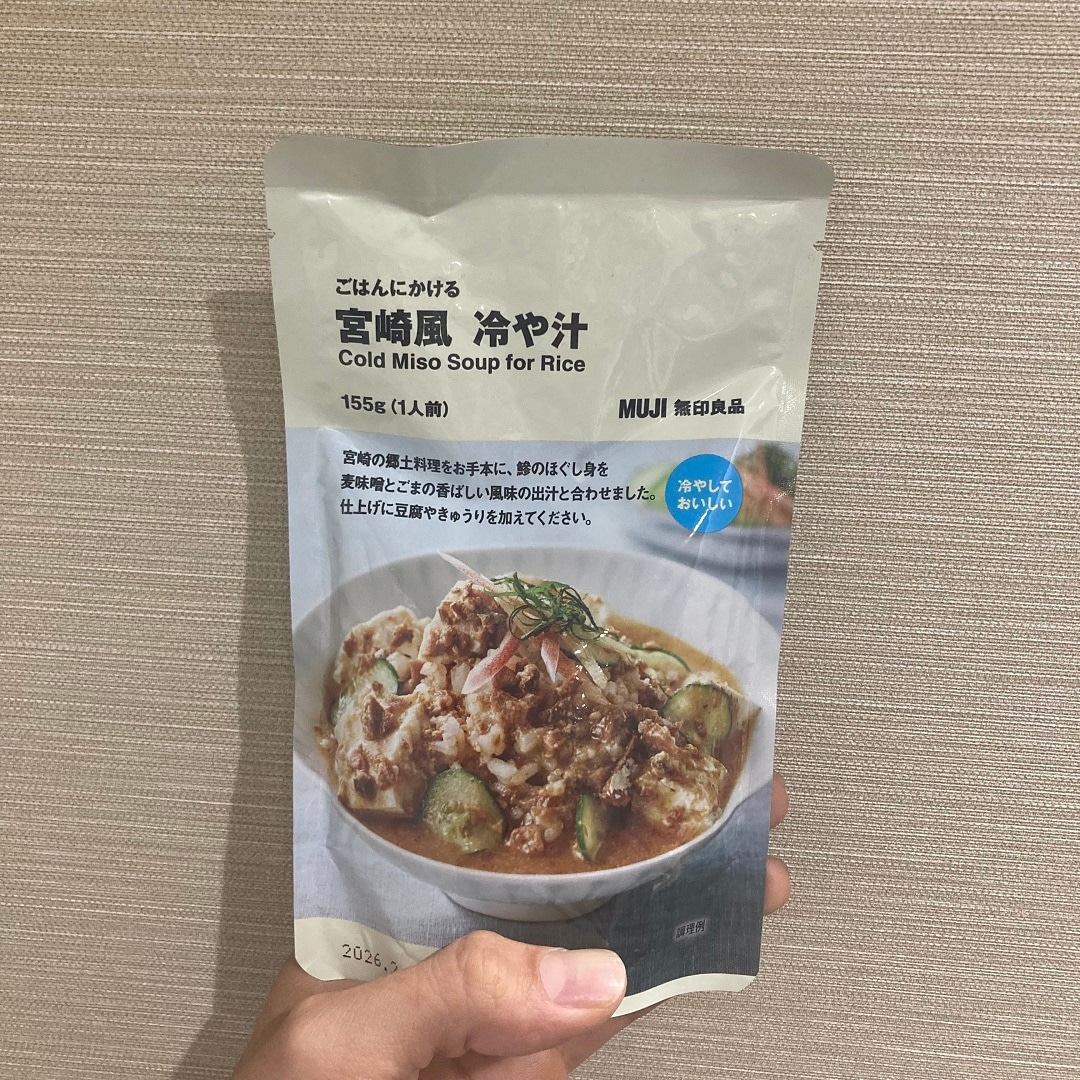 ごはんにかける
宮崎風 冷や汁
Cold Miso Soup for Rice
155g(1人前)
MUJI 無印良品
宮崎の郷土料理をお手本に、鯵のほぐし身を
麦味噌とごまの香ばしい風味の出汁と合わせました。
仕上げに豆腐やきゅうりを加えてください。
冷やして
おいしい
調理例
2026.